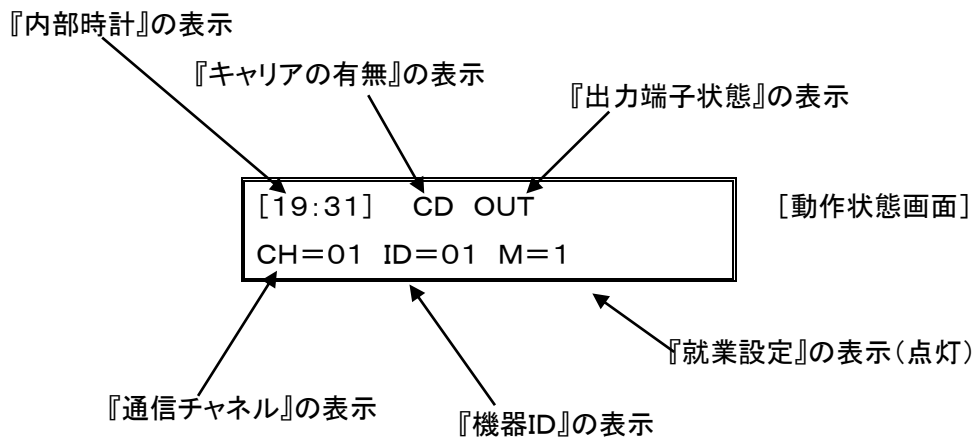 『内部時計』の表示
『キャリアの有無』の表示
『出力端子状態』の表示
[19:31] CD OUT
[動作状態画面]
CH=01 ID=01 M=1
『就業設定』の表示(点灯)
『通信チャネル』の表示
『機器ID』の表示